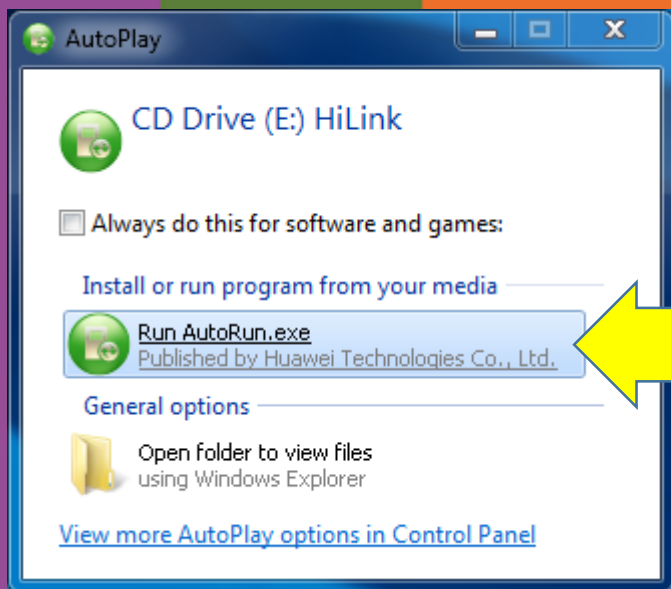 AutoPlay
CD Drive (E:) HiLink
Always do this for software and games:
Install or run program from your media
Run AutoRun.exe
Published by Huawei Technologies Co., Ltd.
General options
Open folder to view files
using Windows Explorer
View more AutoPlay options in Control Panel